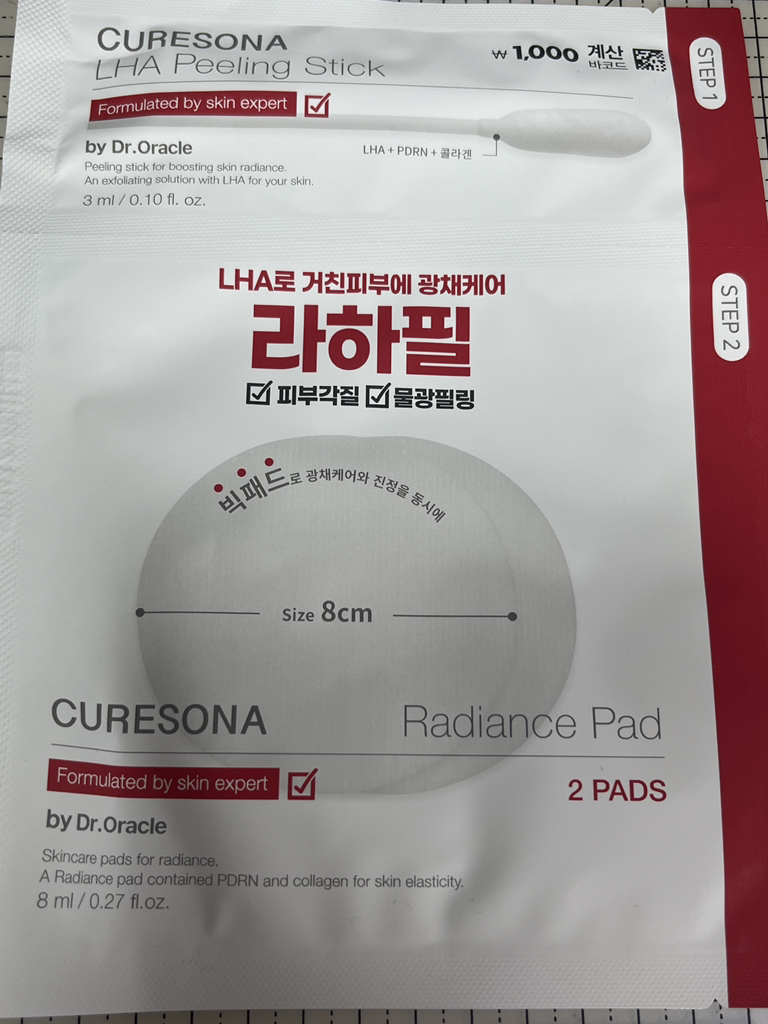 CURESONA
LHA Peeling Stick
₩ 1,000 계산
바코드
STEP 1
Formulated by skin expert
by Dr.Oracle
LHA + PDRN + 콜라겐
Peeling stick for boosting skin radiance.
An exfoliating solution with LHA for your skin.
3 ml / 0.10 fl. oz.
STEP 2
LHA로 거친피부에 광채케어
라하필
피부각질 물광필링
빅패드로 광채케어와 진정을 동시에
Size 8cm
CURESONA
Radiance Pad
Formulated by skin expert
2 PADS
by Dr.Oracle
Skincare pads for radiance.
A Radiance pad contained PDRN and collagen for skin elasticity.
8 ml / 0.27 fl.oz.